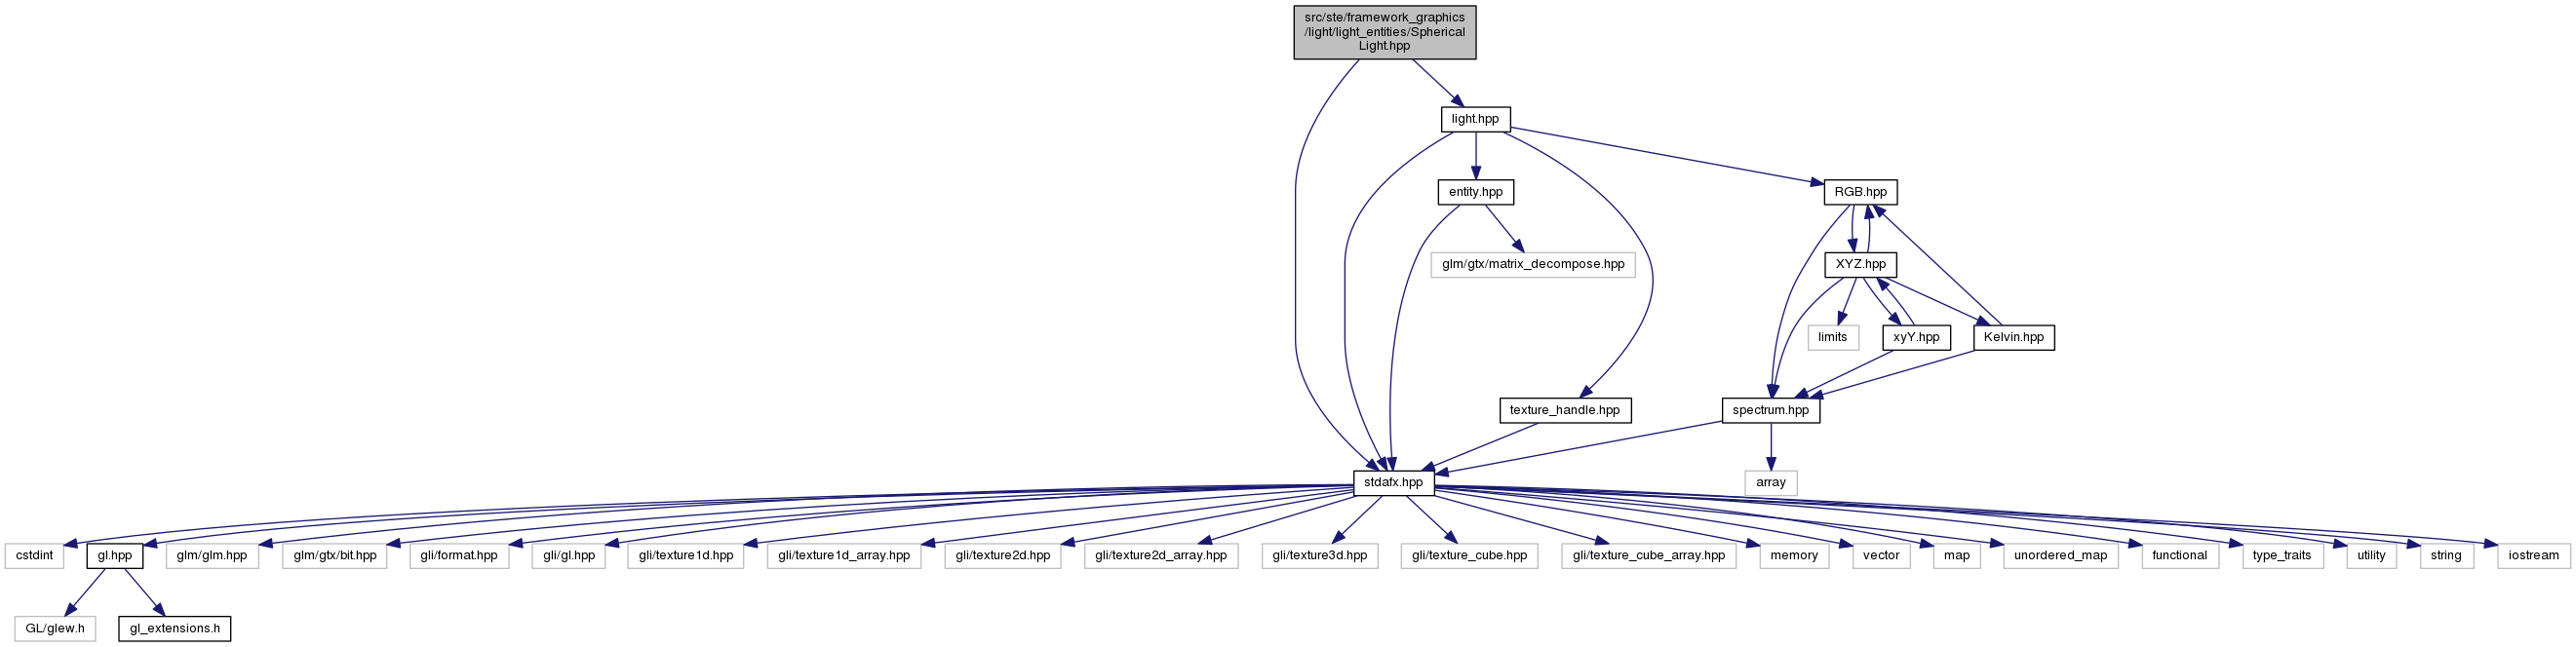 src/ste/framework_graphics
/light/light_entities/Spherical
Light.hpp
light.hpp
entity.hpp
RGB.hpp
glm/gtx/matrix_decompose.hpp
XYZ.hpp
limits
xyY.hpp
Kelvin.hpp
texture_handle.hpp
spectrum.hpp
stdafx.hpp
array
cstdint
gl.hpp
glm/glm.hpp
glm/gtx/bit.hpp
gli/format.hpp
gli/gl.hpp
gli/texture1d.hpp
gli/texture1d_array.hpp
gli/texture2d.hpp
gli/texture2d_array.hpp
gli/texture3d.hpp
gli/texture_cube.hpp
gli/texture_cube_array.hpp
memory
vector
map
unordered_map
functional
type_traits
utility
string
iostream
GL/glew.h
gl_extensions.h